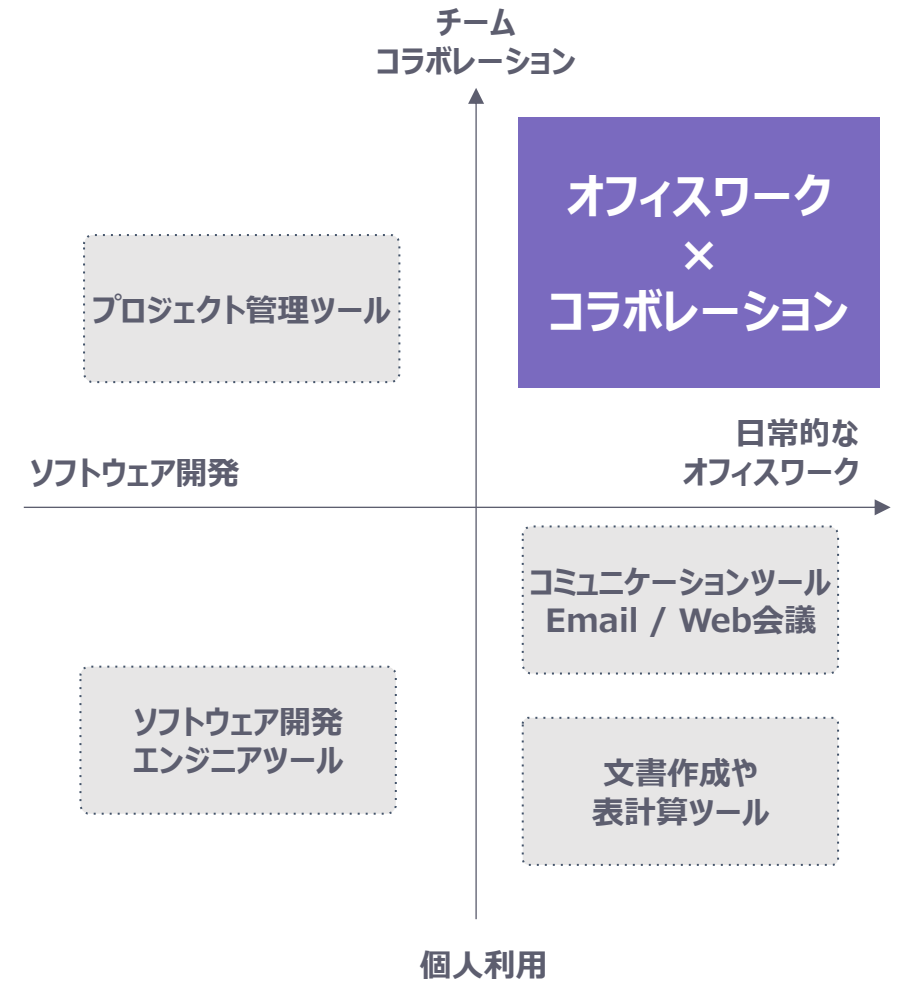 チーム
コラボレーション
オフィスワーク
×
コラボレーション
プロジェクト管理ツール
日常的な
オフィスワーク
ソフトウェア開発
コミュニケーションツール
Email / Web会議
ソフトウェア開発
エンジニアツール
文書作成や
表計算ツール
個人利用